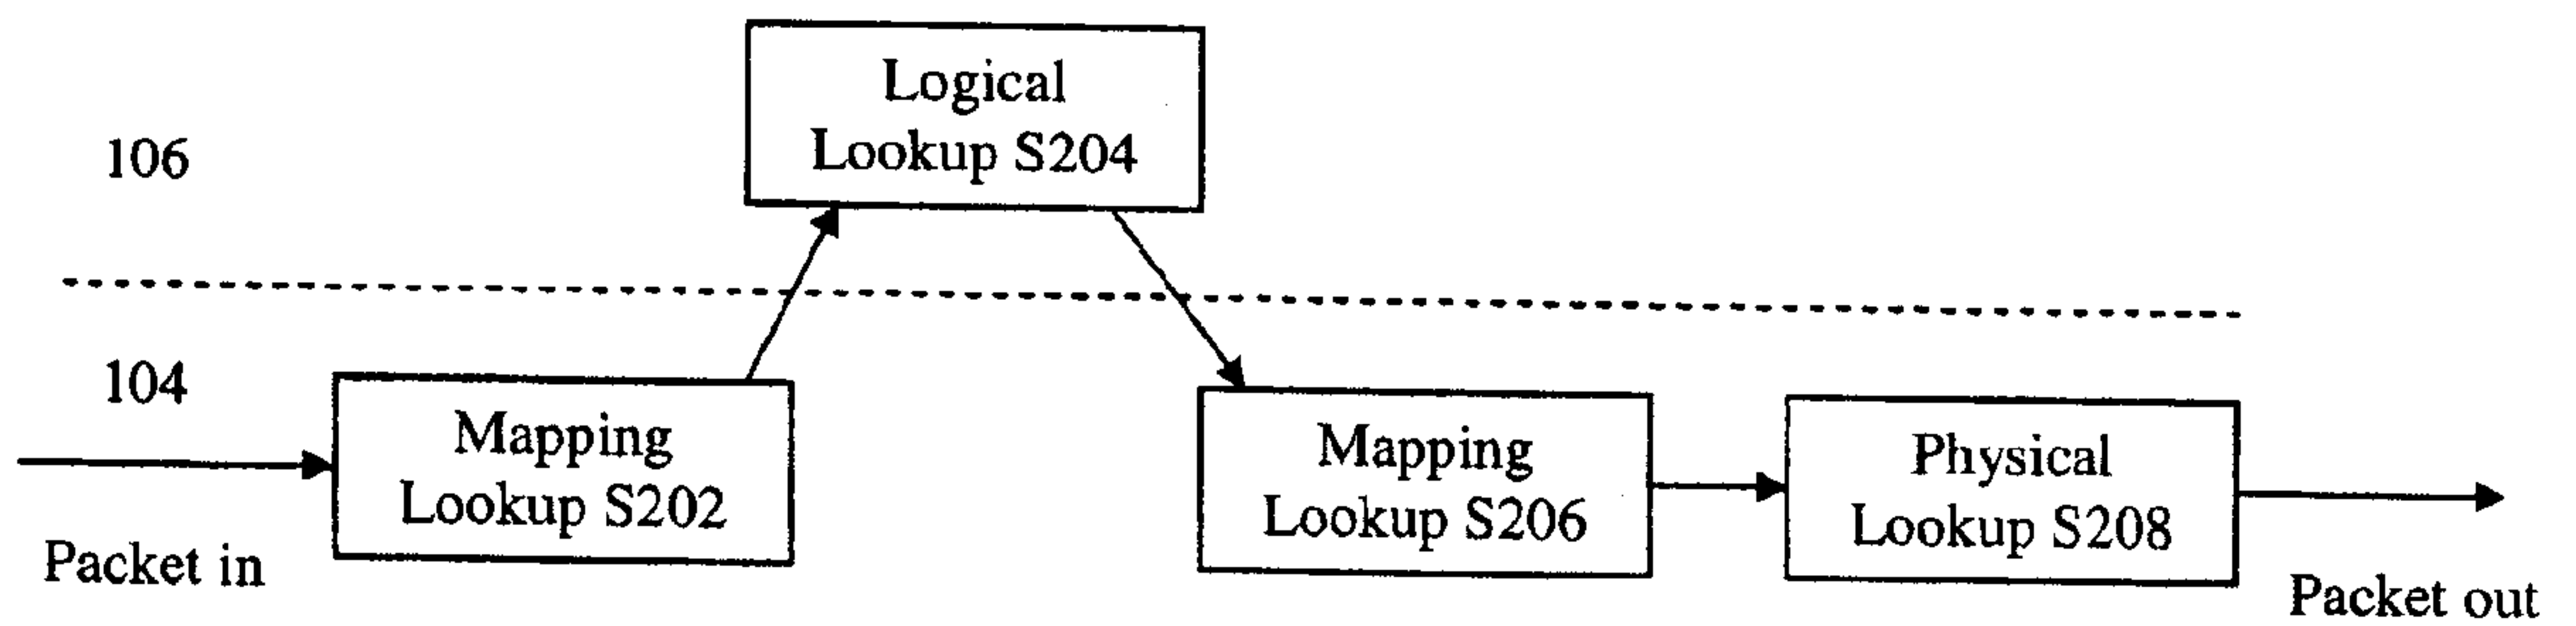 Logical
Lookup S204
106
104
Mapping
Lookup S202
Mapping
Lookup S206
Physical
Lookup S208
Packet in
Packet out